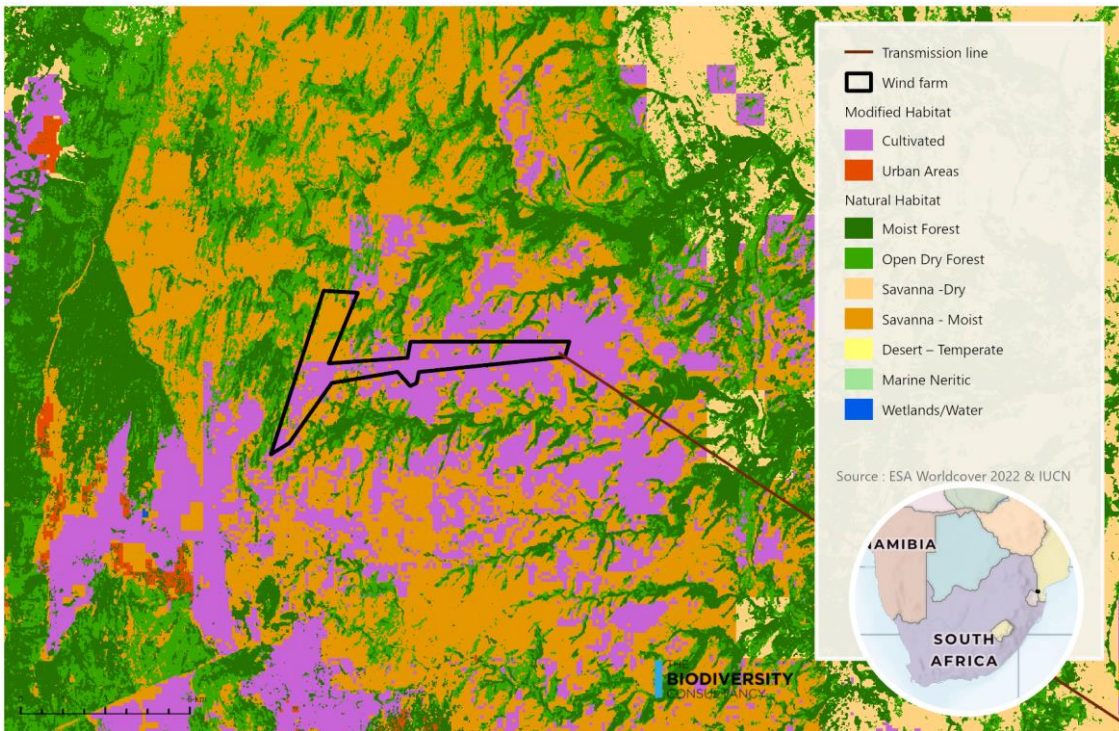 Transmission line
Wind farm
Modified Habitat
Cultivated
Urban Areas
Natural Habitat
Moist Forest
Open Dry Forest
Savanna -Dry
Savanna - Moist
Desert – Temperate
Marine Neritic
Wetlands/Water
Source : ESA Worldcover 2022 & IUCN
AMIBIA
SOUTH
AFRICA
BIODIVERSITY
CONSULTANCY